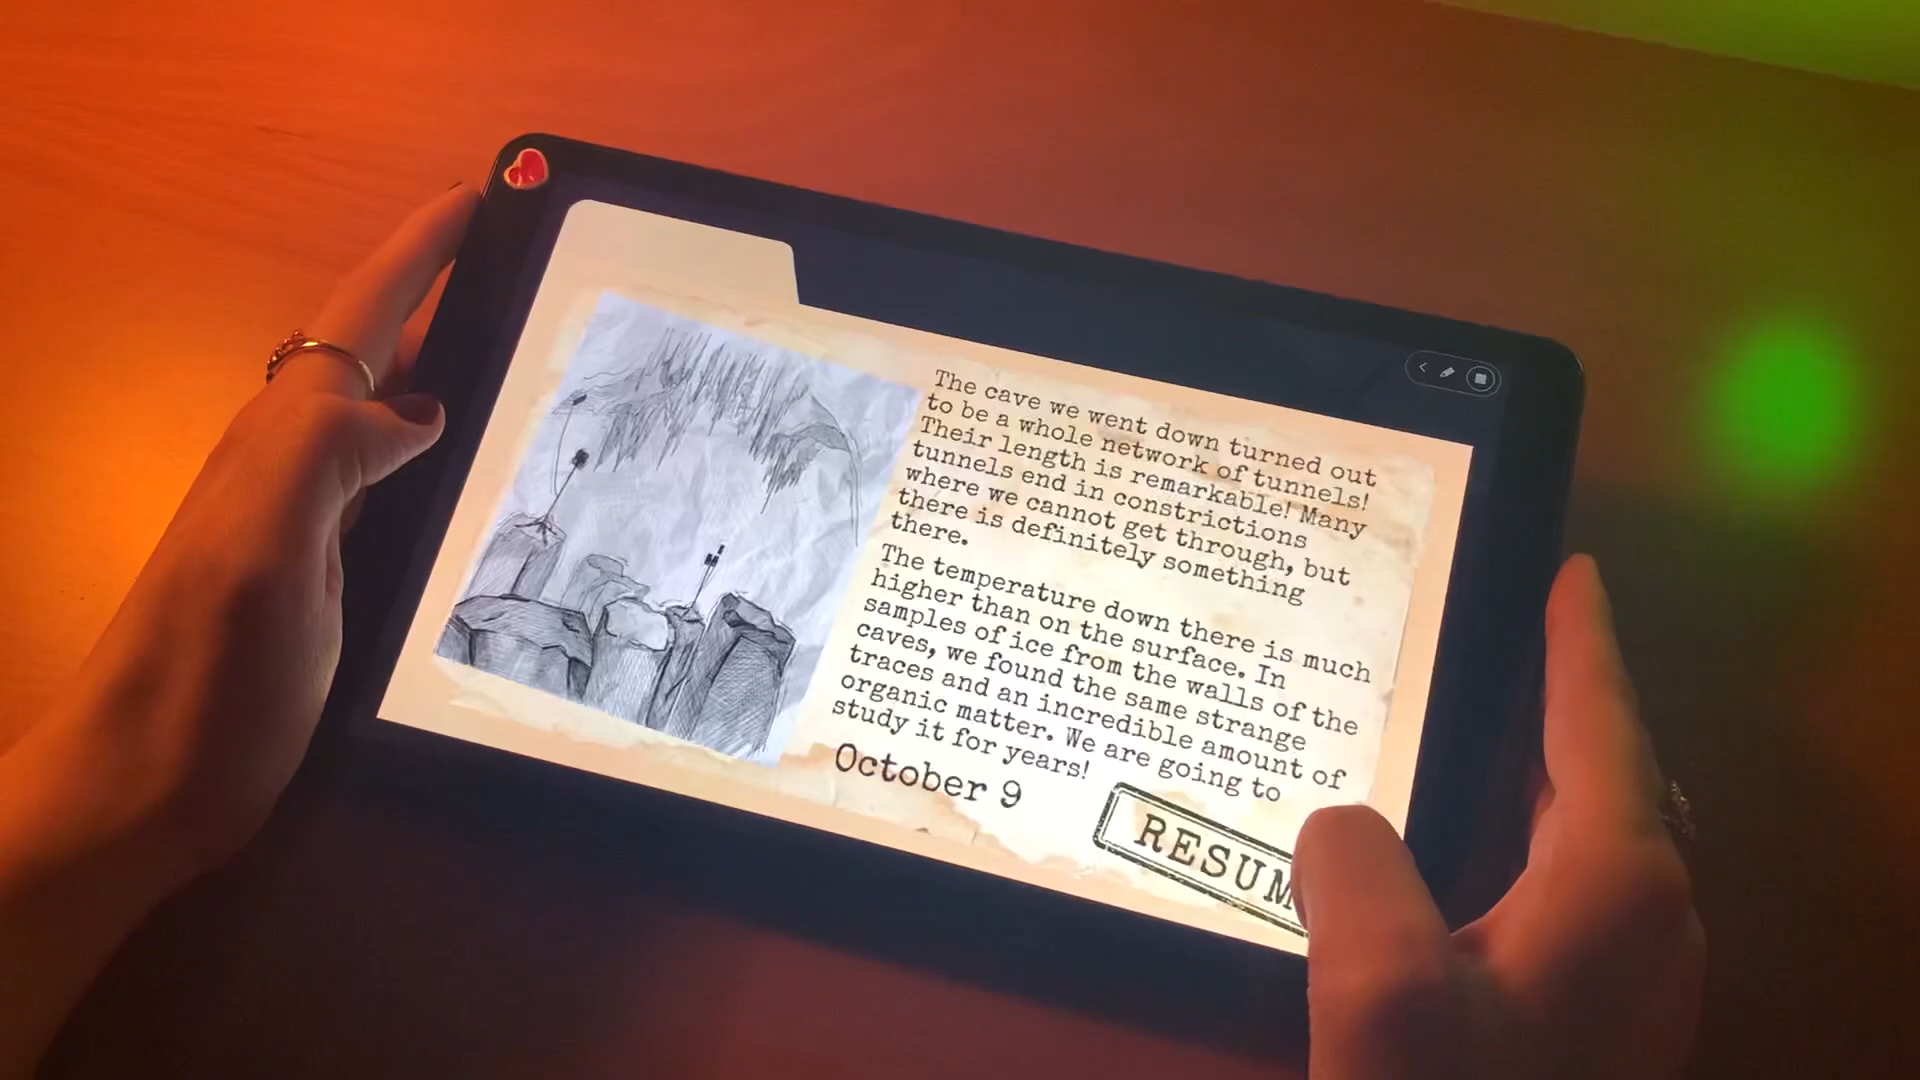 The cave we went down turned out
to be a whole network of tunnels!
Their length is remarkable! Many
tunnels end in constrictions
where we cannot get through, but
there is definitely something
there.
The temperature down there is much
higher than on the surface. In
samples of ice from the walls of the
caves, we found the same strange
traces and an incredible amount of
organic matter. We are going to
study it for years!
October 9
RESUM